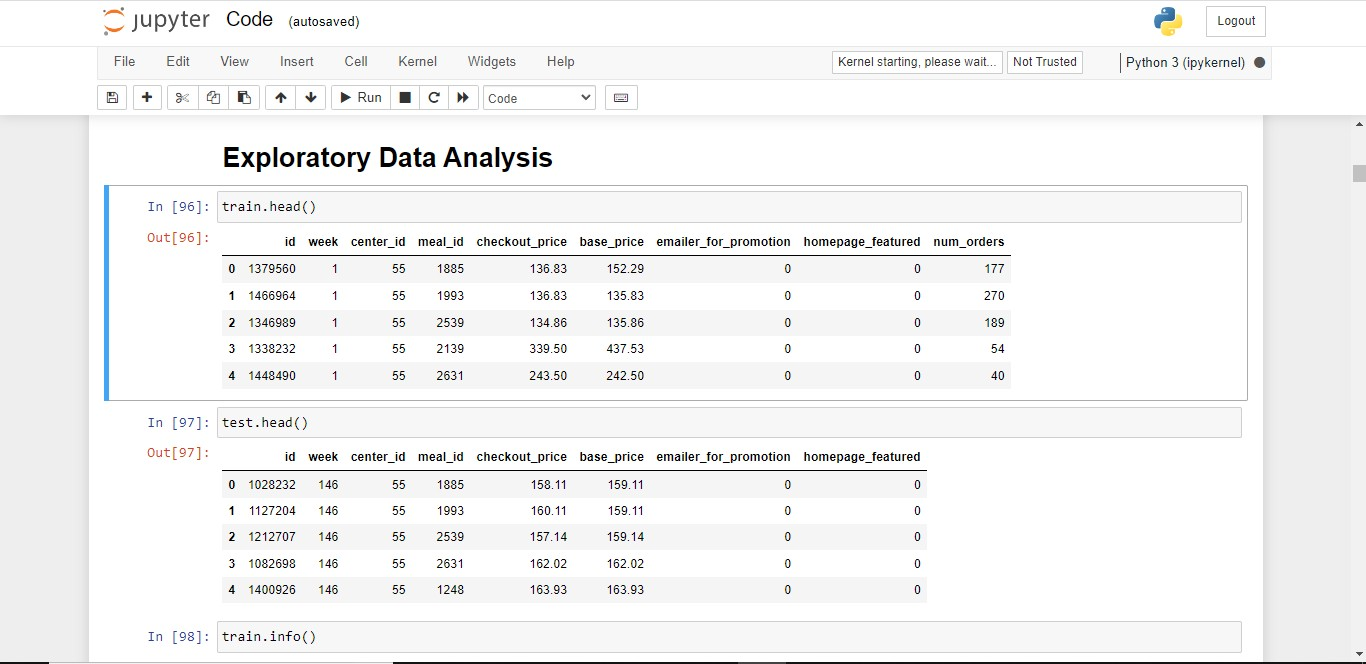 jupyter Code (autosaved) Logout
File Edit View Insert Cell Kernel Widgets Help Kernel starting, please wait... Not Trusted Python 3 (ipykernel)
Run Code
Exploratory Data Analysis
In [96]: train.head()
Out[96]:
id week center_id meal_id checkout_price base_price emailer_for_promotion homepage_featured num_orders
0 1379560 1 55 1885 136.83 152.29 0 0 177
1 1466964 1 55 1993 136.83 135.83 0 0 270
2 1346989 1 55 2539 134.86 135.86 0 0 189
3 1338232 1 55 2139 339.50 437.53 0 0 54
4 1448490 1 55 2631 243.50 242.50 0 0 40
In [97]: test.head()
Out[97]:
id week center_id meal_id checkout_price base_price emailer_for_promotion homepage_featured
0 1028232 146 55 1885 158.11 159.11 0 0
1 1127204 146 55 1993 160.11 159.11 0 0
2 1212707 146 55 2539 157.14 159.14 0 0
3 1082698 146 55 2631 162.02 162.02 0 0
4 1400926 146 55 1248 163.93 163.93 0 0
In [98]: train.info()